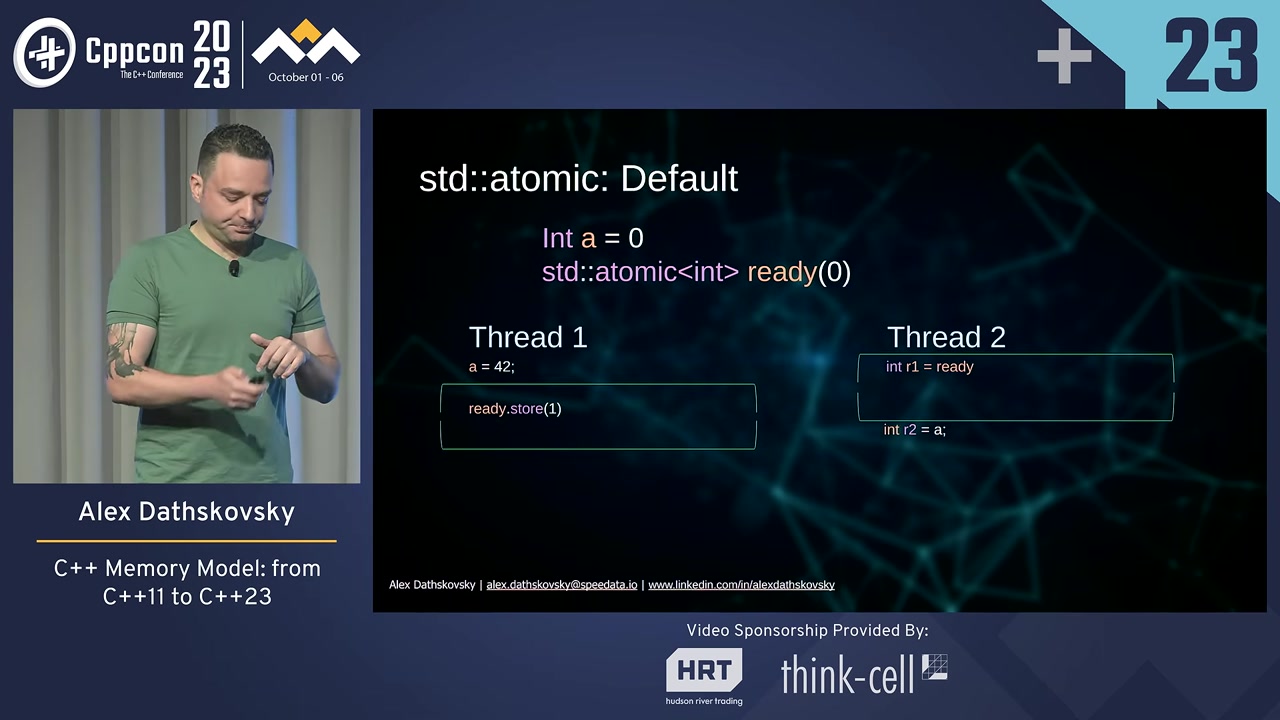 Cppcon
The C++ Conference
20
23
October 01 - 06
23
std::atomic: Default
Int a = 0
std::atomic<int> ready(0)
Thread 1
a = 42;
ready.store(1)
Thread 2
int r1 = ready
int r2 = a;
Alex Dathskovsky | alex.dathskovsky@speedata.io | www.linkedin.com/in/alexdathskovsky
Alex Dathskovsky
C++ Memory Model: from
C++11 to C++23
Video Sponsorship Provided By:
HRT
hudson river trading
think-cell